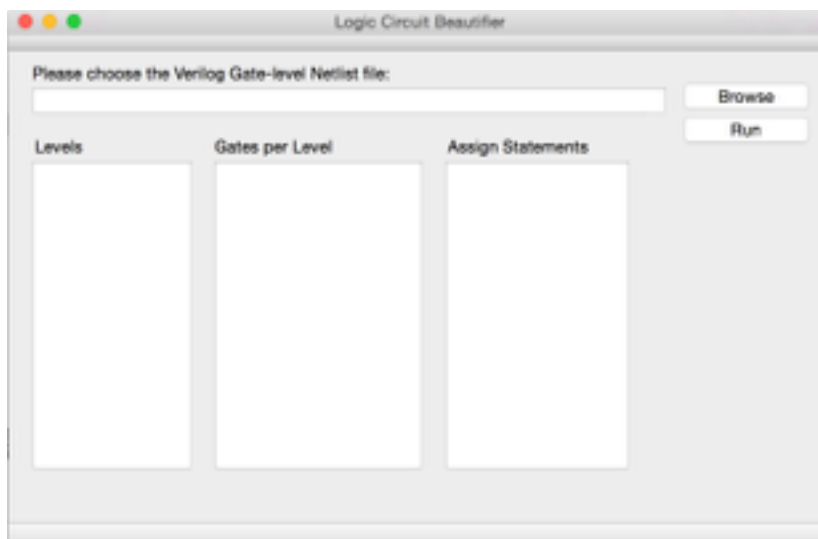 Logic Circuit Beautifier
Please choose the Verilog Gate-level Netlist file:
Browse
Run
Levels
Gates per Level
Assign Statements